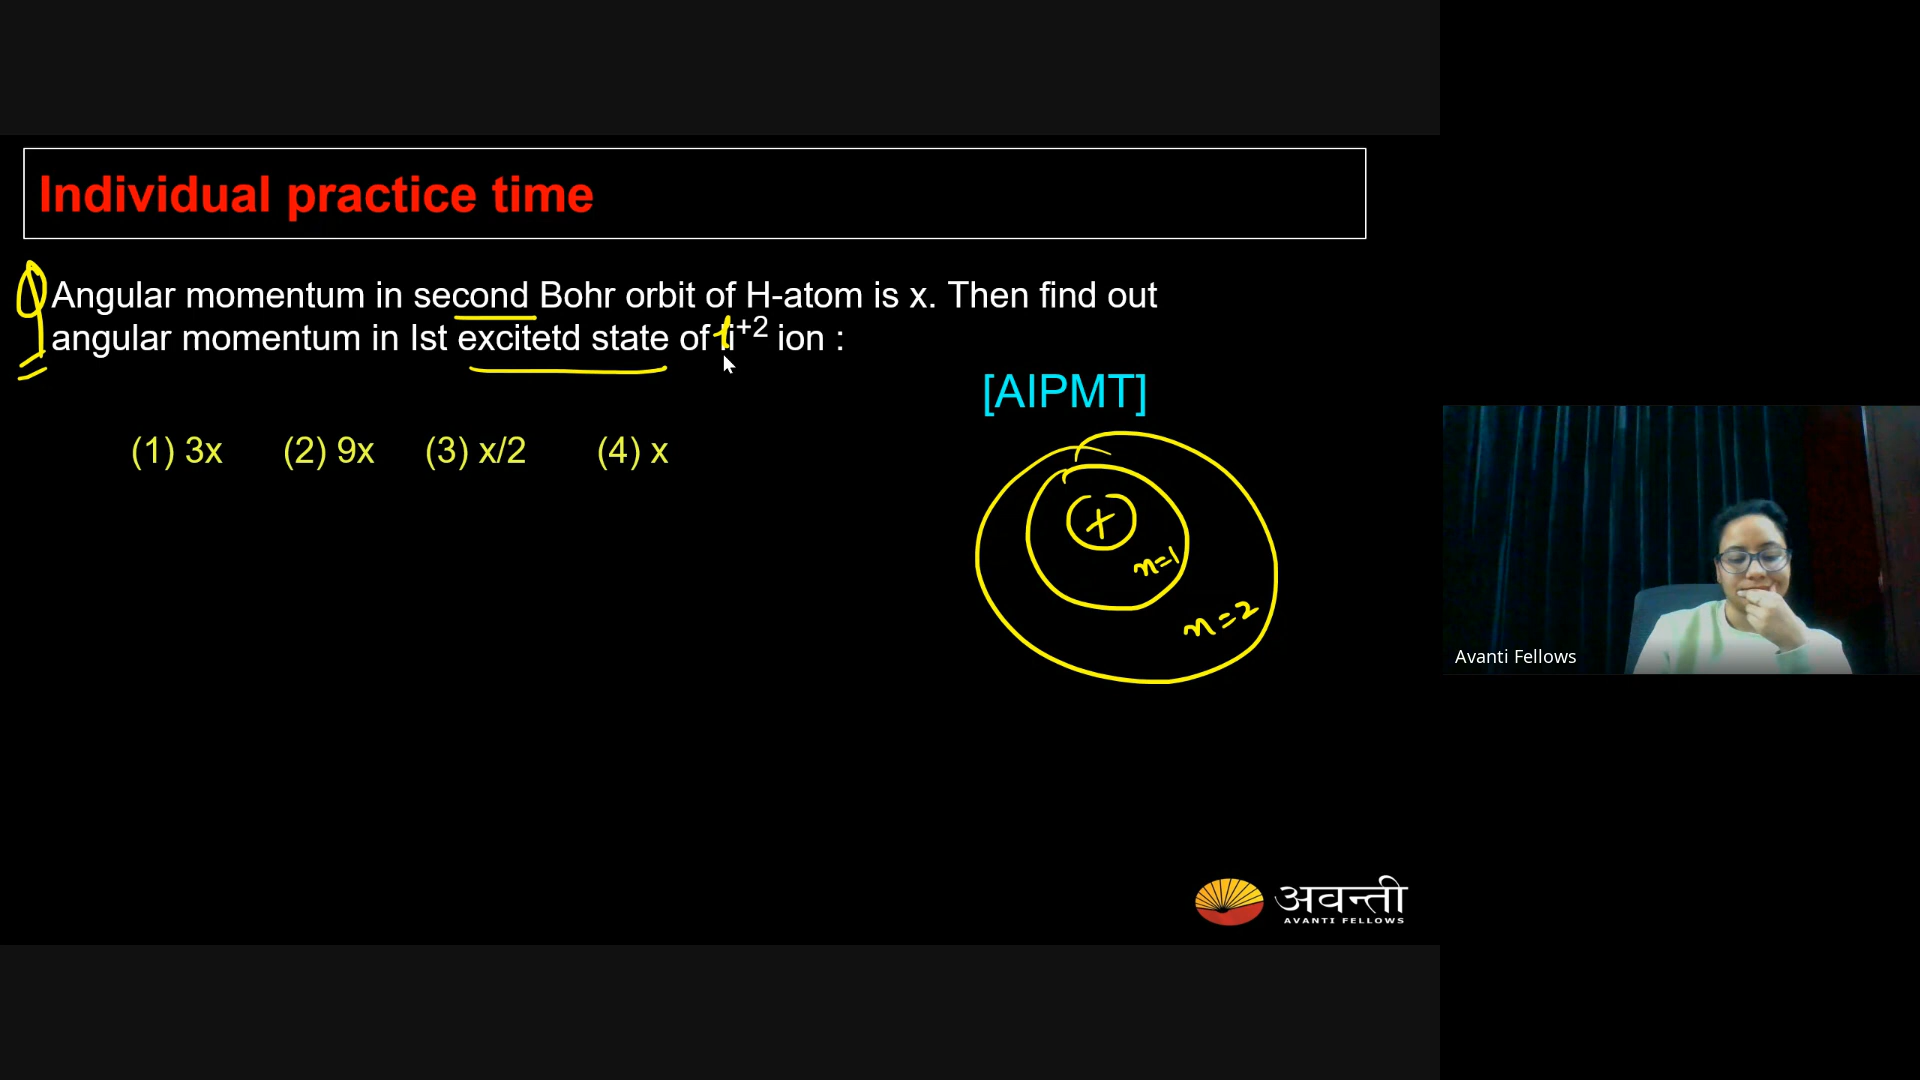 Individual practice time
Q Angular momentum in second Bohr orbit of H-atom is x. Then find out
angular momentum in Ist excitetd state of li+2 ion :
[AIPMT]
(1) 3x (2) 9x (3) x/2 (4) x
+
n=1
n=2
Avanti Fellows
अवन्ती
AVANTI FELLOWS